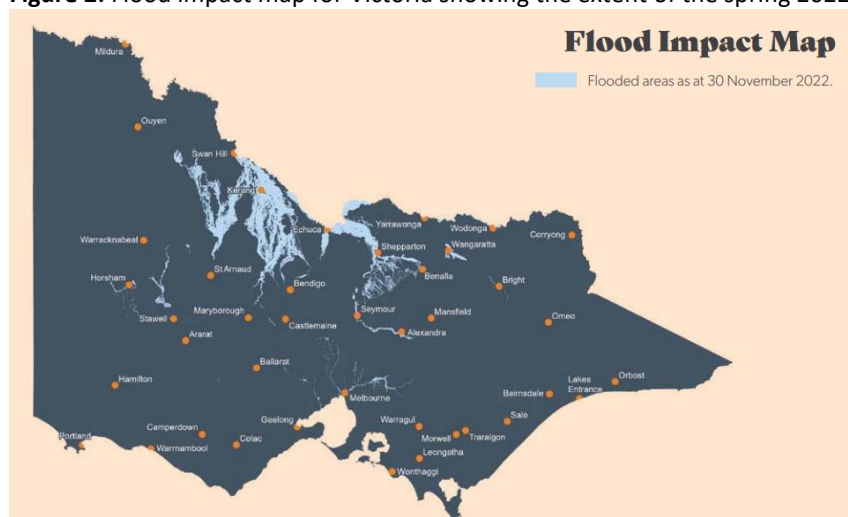 Figure 2. Flood impact map for Victoria showing the extent of the spring 2022
Flood Impact Map
Flooded areas as at 30 November 2022.
Mildura
Ouyen
Swan Hill
Kerang
Echuca
Yarrawonga
Wodonga
Corryong
Warracknabeal
Shepparton
Wangaratta
Benalla
St Arnaud
Horsham
Bendigo
Bright
Stawell
Maryborough
Castlemaine
Seymour
Mansfield
Omeo
Ararat
Alexandra
Ballarat
Hamilton
Melbourne
Bairnsdale
Lakes
Entrance
Orbost
Geelong
Warragul
Sale
Camperdown
Morwell
Traralgon
Portland
Warrnambool
Colac
Leongatha
Wonthaggi